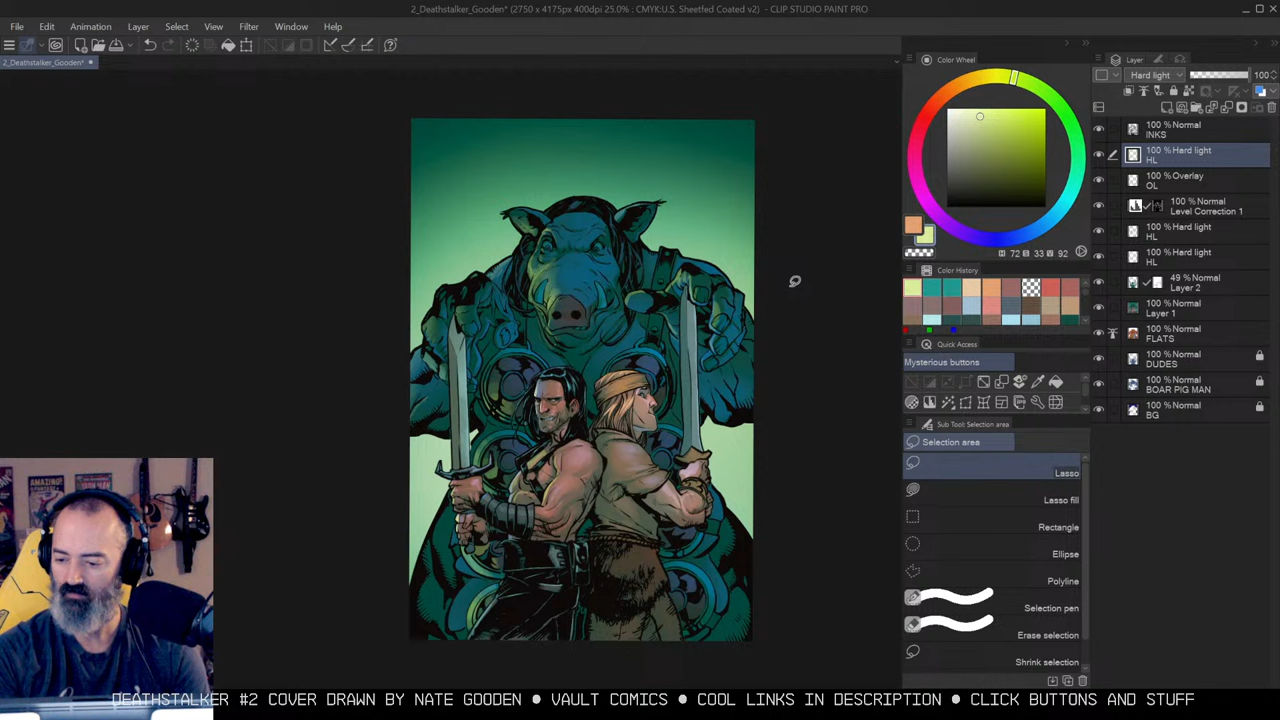 2_Deathstalker_Gooden* (2750 x 4175px 400dpi 25.0% : CMYK:U.S. Sheetfed Coated v2) - CLIP STUDIO PAINT PRO
File Edit Animation Layer Select View Filter Window Help
2_Deathstalker_Gooden*
Color Wheel
H 72 S 33 V 92
Color History
Quick Access
Mysterious buttons
Sub Tool: Selection area
Selection area
Lasso
Lasso fill
Rectangle
Ellipse
Polyline
Selection pen
Erase selection
Shrink selection
Layer
Hard light 100
100 % Normal
INKS
100 % Hard light
HL
100 % Overlay
OL
100 % Normal
Level Correction 1
100 % Hard light
HL
100 % Hard light
HL
49 % Normal
Layer 2
100 % Normal
Layer 1
100 % Normal
FLATS
100 % Normal
DUDES
100 % Normal
BOAR PIG MAN
100 % Normal
BG
DEATHSTALKER #2 COVER DRAWN BY NATE GOODEN ● VAULT COMICS ● COOL LINKS IN DESCRIPTION ● CLICK BUTTONS AND STUFF